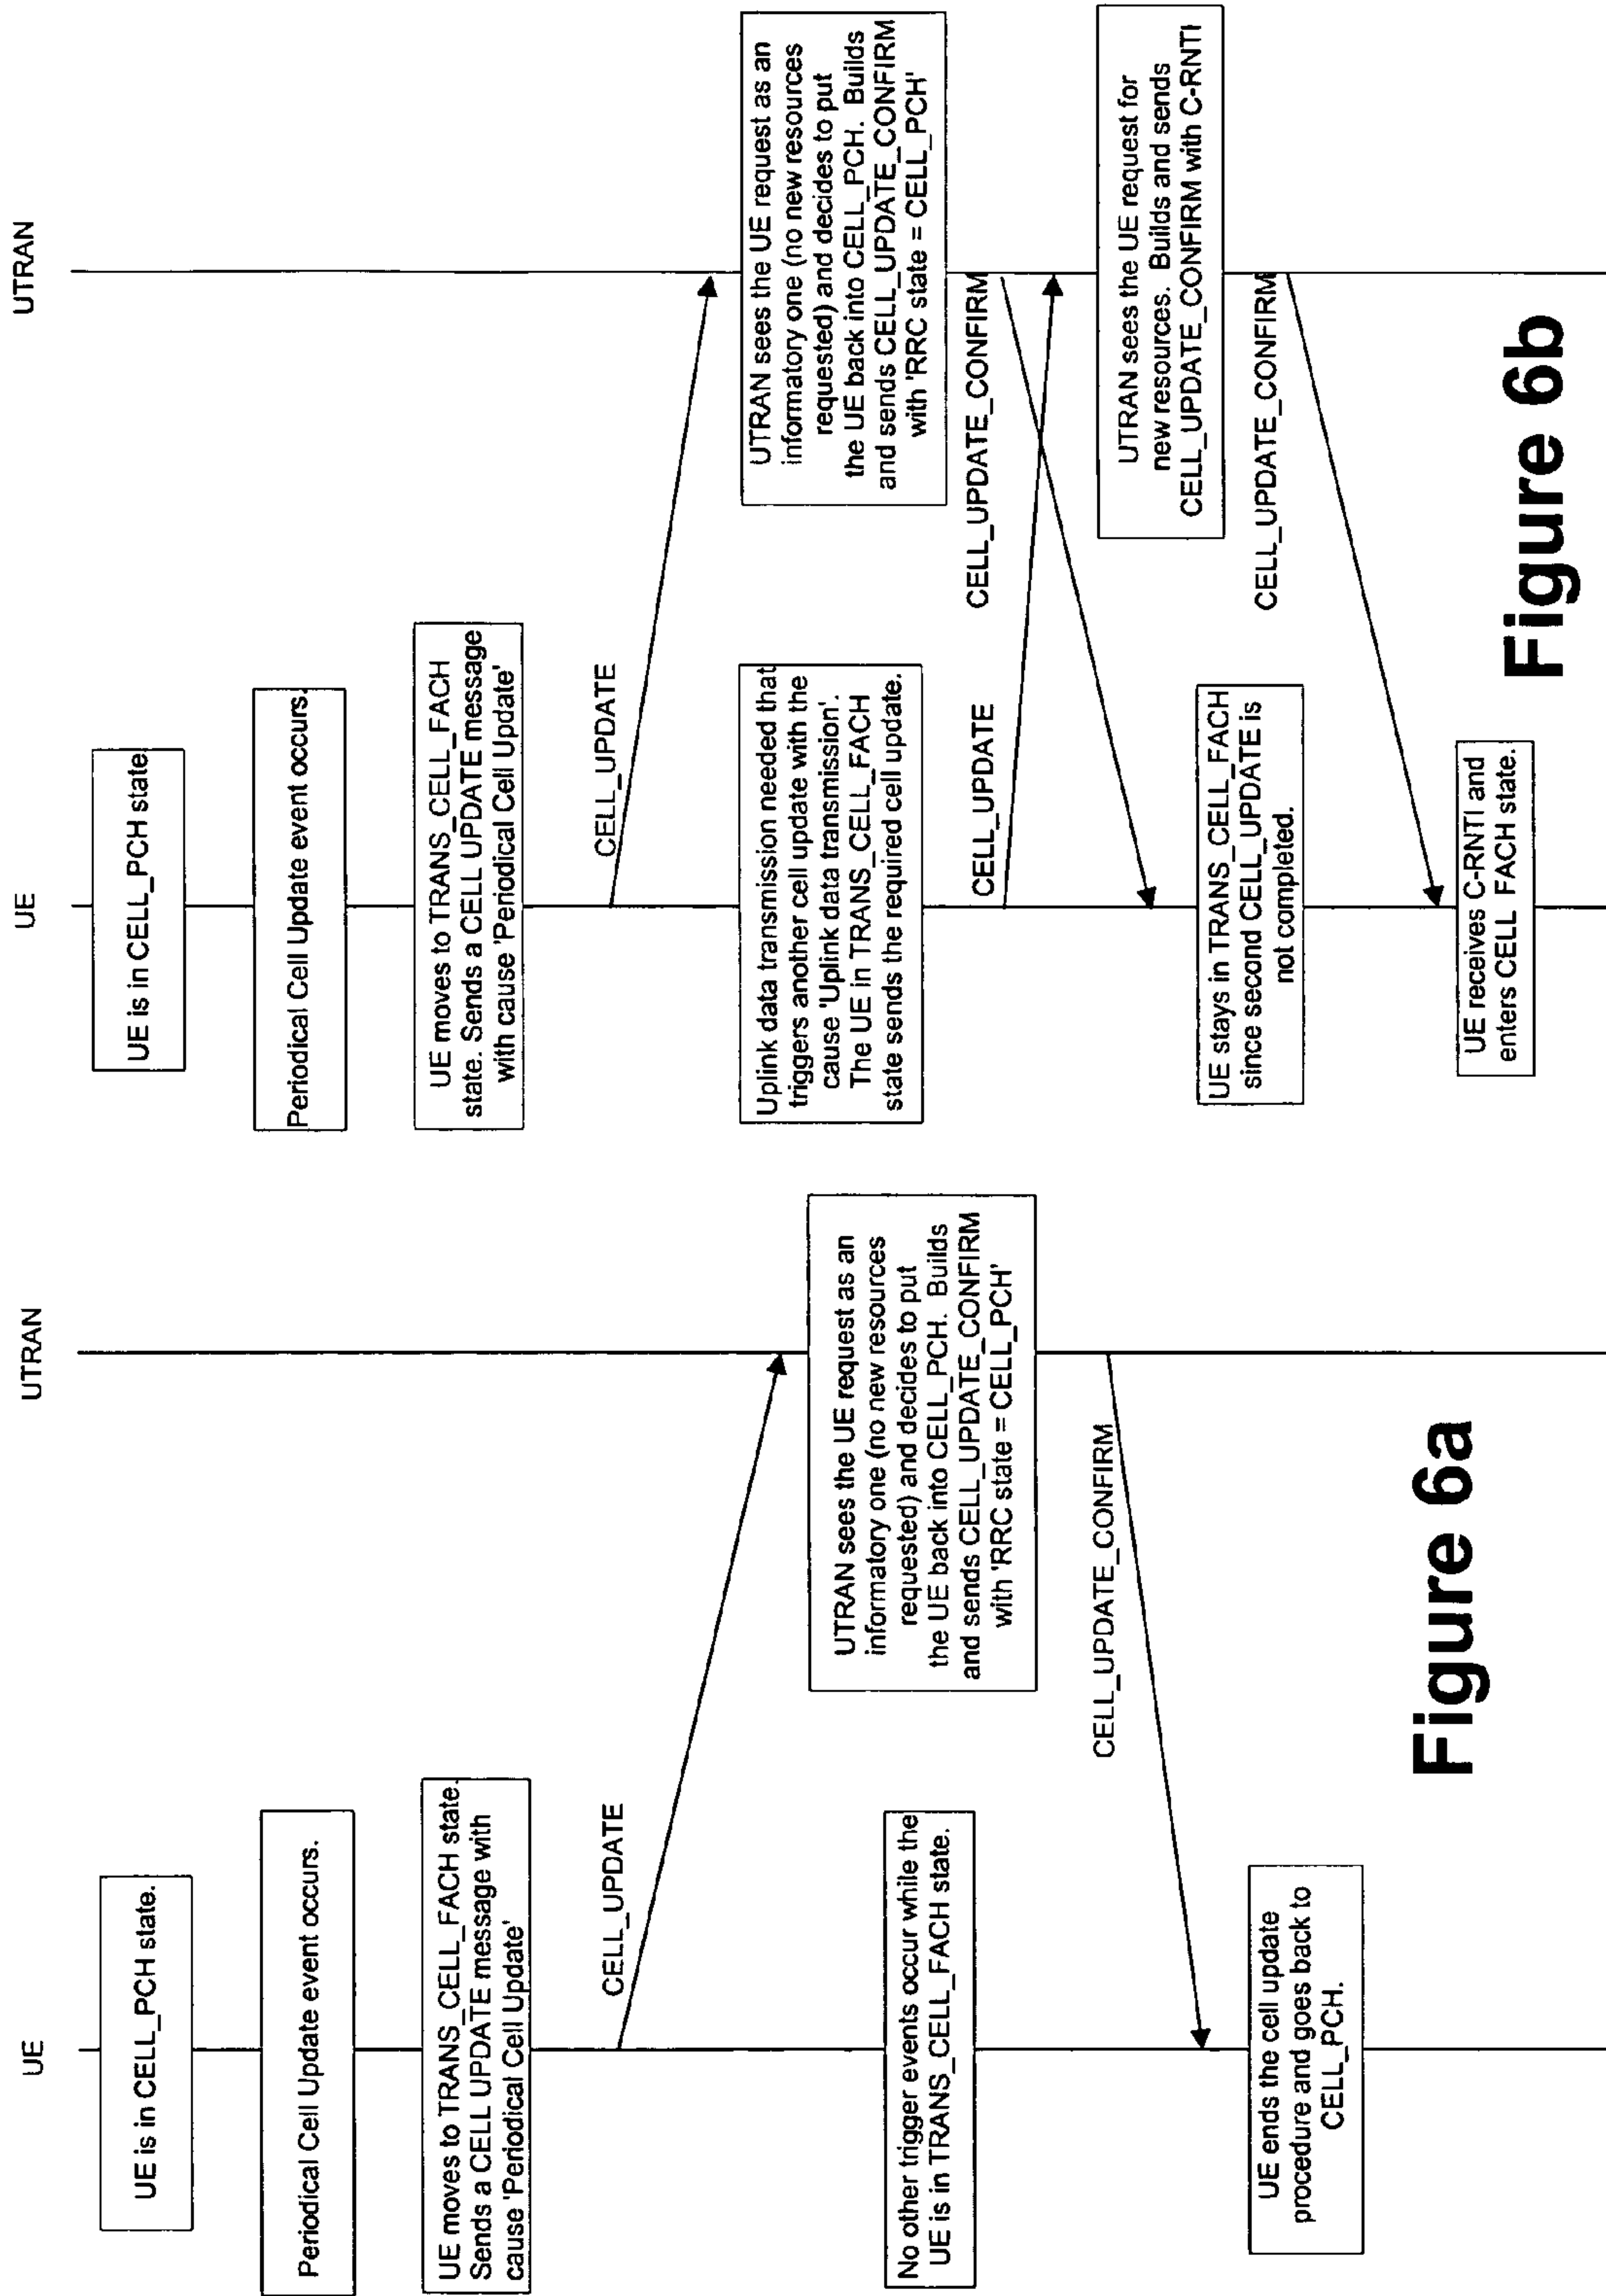 UE
UTRAN
UE is in CELL_PCH state.
Periodical Cell Update event occurs.
UE moves to TRANS_CELL_FACH state.
Sends a CELL UPDATE message with
cause 'Periodical Cell Update'
CELL_UPDATE
UTRAN sees the UE request as an
informatory one (no new resources
requested) and decides to put
the UE back into CELL_PCH. Builds
and sends CELL_UPDATE_CONFIRM
with 'RRC state = CELL_PCH'
No other trigger events occur while the
UE is in TRANS_CELL_FACH state.
CELL_UPDATE_CONFIRM
UE ends the cell update
procedure and goes back to
CELL_PCH.
Figure 6a
UE
UTRAN
UE is in CELL_PCH state
Periodical Cell Update event occurs.
UE moves to TRANS_CELL_FACH
state. Sends a CELL UPDATE message
with cause 'Periodical Cell Update'
CELL_UPDATE
UTRAN sees the UE request as an
informatory one (no new resources
requested) and decides to put
the UE back into CELL_PCH. Builds
and sends CELL_UPDATE_CONFIRM
with 'RRC state = CELL_PCH'
Uplink data transmission needed that
triggers another cell update with the
cause 'Uplink data transmission'.
The UE in TRANS_CELL_FACH
state sends the required cell update.
CELL_UPDATE_CONFIRM
CELL_UPDATE
UTRAN sees the UE request for
new resources. Builds and sends
CELL_UPDATE_CONFIRM with C-RNTI
UE stays in TRANS_CELL_FACH
since second CELL_UPDATE is
not completed.
CELL_UPDATE_CONFIRM
UE receives C-RNTI and
enters CELL_FACH state.
Figure 6b